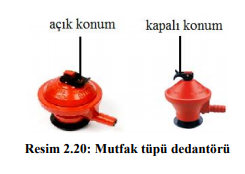 açık konum
kapalı konum
Resim 2.20: Mutfak tüpü dedantörü